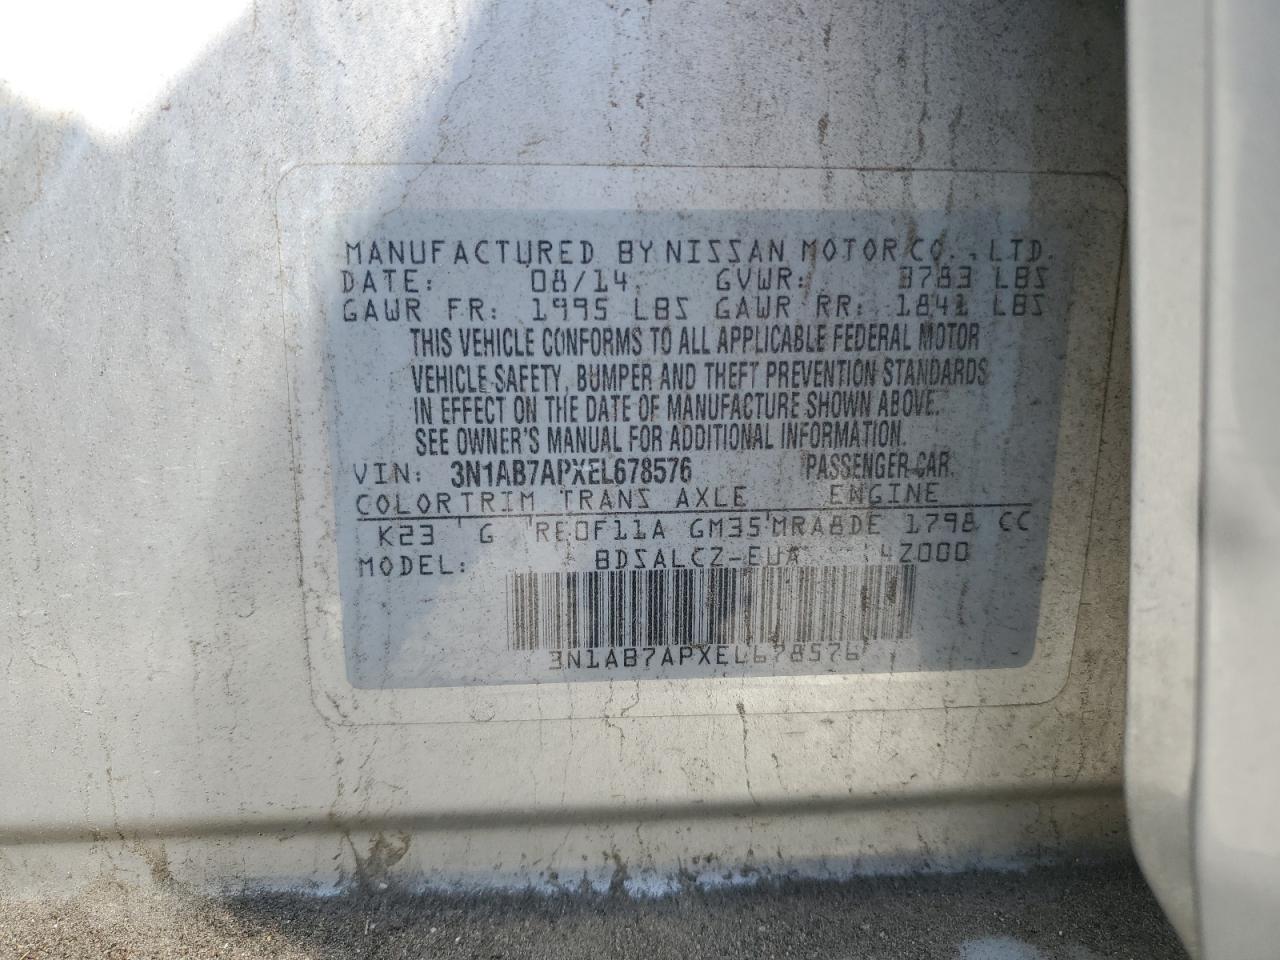 MANUFACTURED BY NISSAN MOTOR CO., LTD.
DATE: 08/14 GVWR: 3783 LBS
GAWR FR: 1995 LBS GAWR RR: 1841 LBS
THIS VEHICLE CONFORMS TO ALL APPLICABLE FEDERAL MOTOR
VEHICLE SAFETY, BUMPER AND THEFT PREVENTION STANDARDS
IN EFFECT ON THE DATE OF MANUFACTURE SHOWN ABOVE.
SEE OWNER'S MANUAL FOR ADDITIONAL INFORMATION.
VIN: 3N1AB7APXEL678576 PASSENGER CAR.
COLOR TRIM TRANS AXLE ENGINE
K23 G RE0F11A GM35 MRA8DE 1798 CC
MODEL: BDSALCZ-EUA 4Z000
3N1AB7APXEL678576